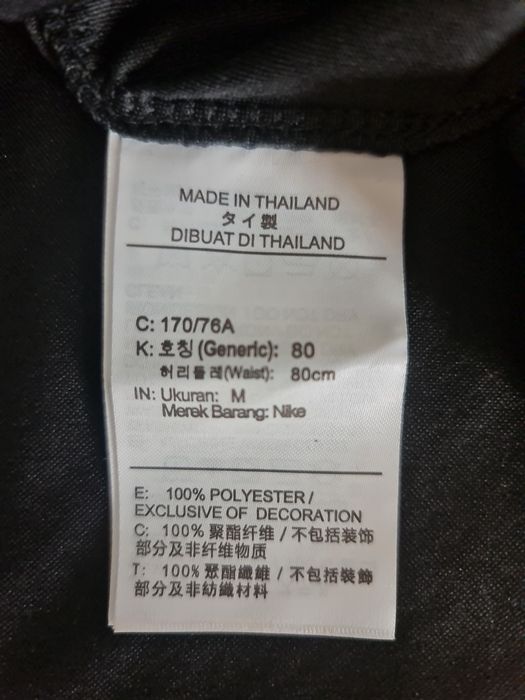 MADE IN THAILAND
タイ製
DIBUAT DI THAILAND
C: 170/76A
K: 호칭 (Generic): 80
허리둘레(Waist): 80cm
IN: Ukuran: M
Merek Barang: Nike
E: 100% POLYESTER /
EXCLUSIVE OF DECORATION
C: 100% 聚酯纤维 / 不包括装饰
部分及非纤维物质
T: 100% 聚酯纖維 / 不包括裝飾
部分及非紡織材料